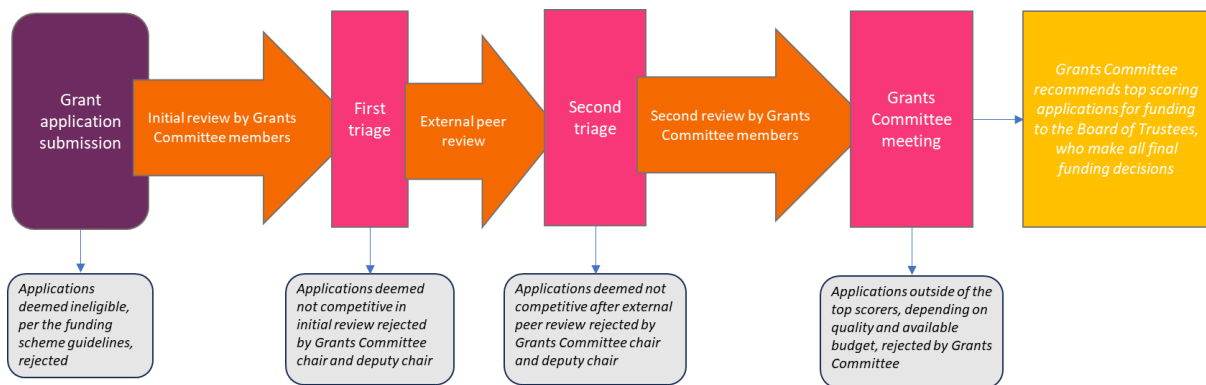 Grant
application
submission
Initial review by Grants
Committee members
First
triage
External peer
review
Second
triage
Second review by Grants
Committee members
Grants
Committee
meeting
Grants Committee
recommends top scoring
applications for funding
to the Board of Trustees,
who make all final
funding decisions
Applications
deemed ineligible,
per the funding
scheme guidelines,
rejected
Applications deemed
not competitive in
initial review rejected
by Grants Committee
chair and deputy chair
Applications deemed not
competitive after external
peer review rejected by
Grants Committee chair
and deputy chair
Applications outside of the
top scorers, depending on
quality and available
budget, rejected by Grants
Committee